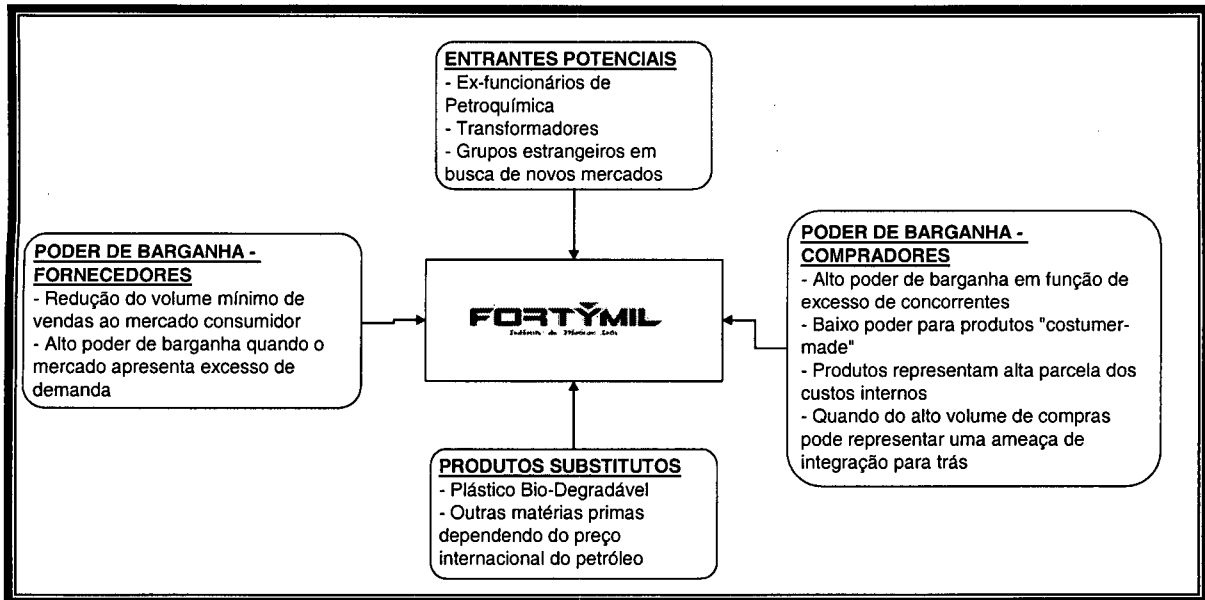 ENTRANTES POTENCIAIS
- Ex-funcionários de
Petroquímica
- Transformadores
- Grupos estrangeiros em
busca de novos mercados
PODER DE BARGANHA -
FORNECEDORES
- Redução do volume mínimo de
vendas ao mercado consumidor
- Alto poder de barganha quando o
mercado apresenta excesso de
demanda
FORTYMIL
PODER DE BARGANHA -
COMPRADORES
- Alto poder de barganha em função de
excesso de concorrentes
- Baixo poder para produtos "costumer-
made"
- Produtos representam alta parcela dos
custos internos
- Quando do alto volume de compras
pode representar uma ameaça de
integração para trás
PRODUTOS SUBSTITUTOS
- Plástico Bio-Degradável
- Outras matérias primas
dependendo do preço
internacional do petróleo